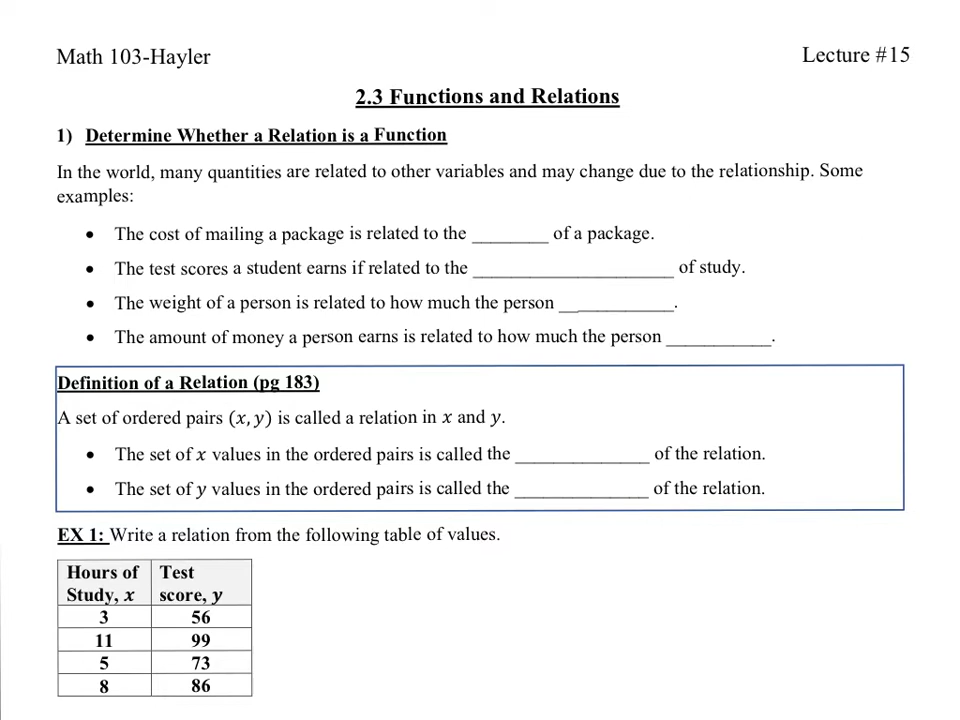 Math 103-Hayler
Lecture #15
2.3 Functions and Relations
1) Determine Whether a Relation is a Function
In the world, many quantities are related to other variables and may change due to the relationship. Some
examples:
• The cost of mailing a package is related to the ________ of a package.
• The test scores a student earns if related to the _____________________ of study.
• The weight of a person is related to how much the person ____________.
• The amount of money a person earns is related to how much the person ___________.
Definition of a Relation (pg 183)
A set of ordered pairs (x, y) is called a relation in x and y.
• The set of x values in the ordered pairs is called the ______________ of the relation.
• The set of y values in the ordered pairs is called the ______________ of the relation.
EX 1: Write a relation from the following table of values.
Hours of Test
Study, x score, y
3 56
11 99
5 73
8 86